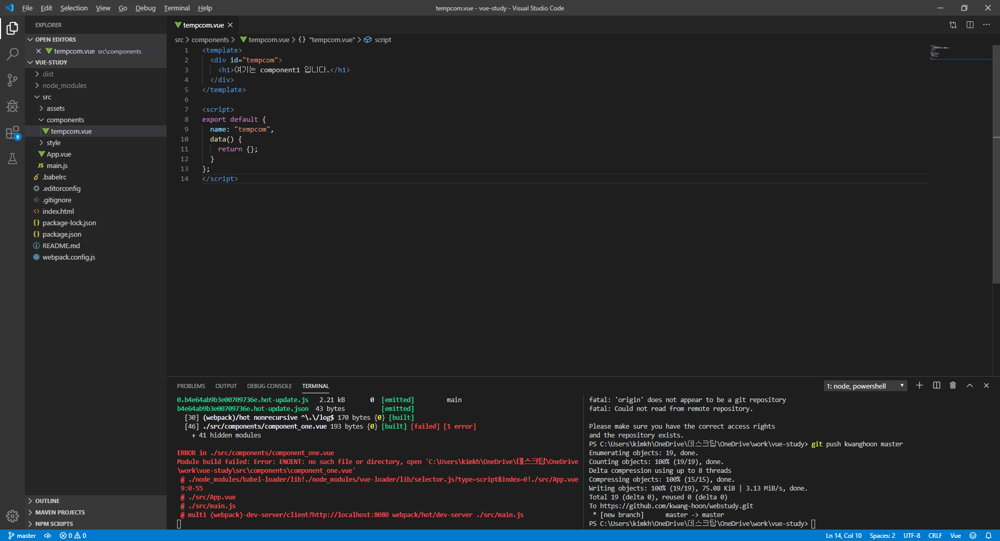 File Edit Selection View Go Debug Terminal Help
tempcom.vue - vue-study - Visual Studio Code
EXPLORER
OPEN EDITORS
tempcom.vue src\components
VUE-STUDY
dist
node_modules
src
assets
components
tempcom.vue
style
App.vue
JS main.js
.babelrc
.editorconfig
.gitignore
<> index.html
{} package-lock.json
{} package.json
README.md
webpack.config.js
OUTLINE
MAVEN PROJECTS
NPM SCRIPTS
9
tempcom.vue
src > components > tempcom.vue > {} "tempcom.vue" > script
1 <template>
2 <div id="tempcom">
3 <h1>여기는 component1 입니다.</h1>
4 </div>
5 </template>
6
7 <script>
8 export default {
9 name: "tempcom",
10 data() {
11 return {};
12 }
13 };
14 </script>
PROBLEMS OUTPUT DEBUG CONSOLE TERMINAL
1: node, powershell
0.b4e64ab9b3e00709736e.hot-update.js 2.21 kB 0 [emitted] main
b4e64ab9b3e00709736e.hot-update.json 43 bytes [emitted]
[30] (webpack)/hot nonrecursive ^\.\/log$ 170 bytes {0} [built]
[46] ./src/components/component_one.vue 193 bytes {0} [built] [failed] [1 error]
+ 41 hidden modules
ERROR in ./src/components/component_one.vue
Module build failed: Error: ENOENT: no such file or directory, open 'C:\Users\kimkh\OneDrive\데스크탑\OneDrive
\work\vue-study\src\components\component_one.vue'
@ ./node_modules/babel-loader/lib!./node_modules/vue-loader/lib/selector.js?type=script&index=0!./src/App.vue
9:0-55
@ ./src/App.vue
@ ./src/main.js
@ multi (webpack)-dev-server/client?http://localhost:8080 webpack/hot/dev-server ./src/main.js
fatal: 'origin' does not appear to be a git repository
fatal: Could not read from remote repository.
Please make sure you have the correct access rights
and the repository exists.
PS C:\Users\kimkh\OneDrive\데스크탑\OneDrive\work\vue-study> git push kwanghoon master
Enumerating objects: 19, done.
Counting objects: 100% (19/19), done.
Delta compression using up to 8 threads
Compressing objects: 100% (15/15), done.
Writing objects: 100% (19/19), 75.08 KiB | 3.13 MiB/s, done.
Total 19 (delta 0), reused 0 (delta 0)
To https://github.com/kwang-hoon/webstudy.git
* [new branch] master -> master
PS C:\Users\kimkh\OneDrive\데스크탑\OneDrive\work\vue-study>
master 0 0 Ln 14, Col 10 Spaces: 2 UTF-8 CRLF Vue